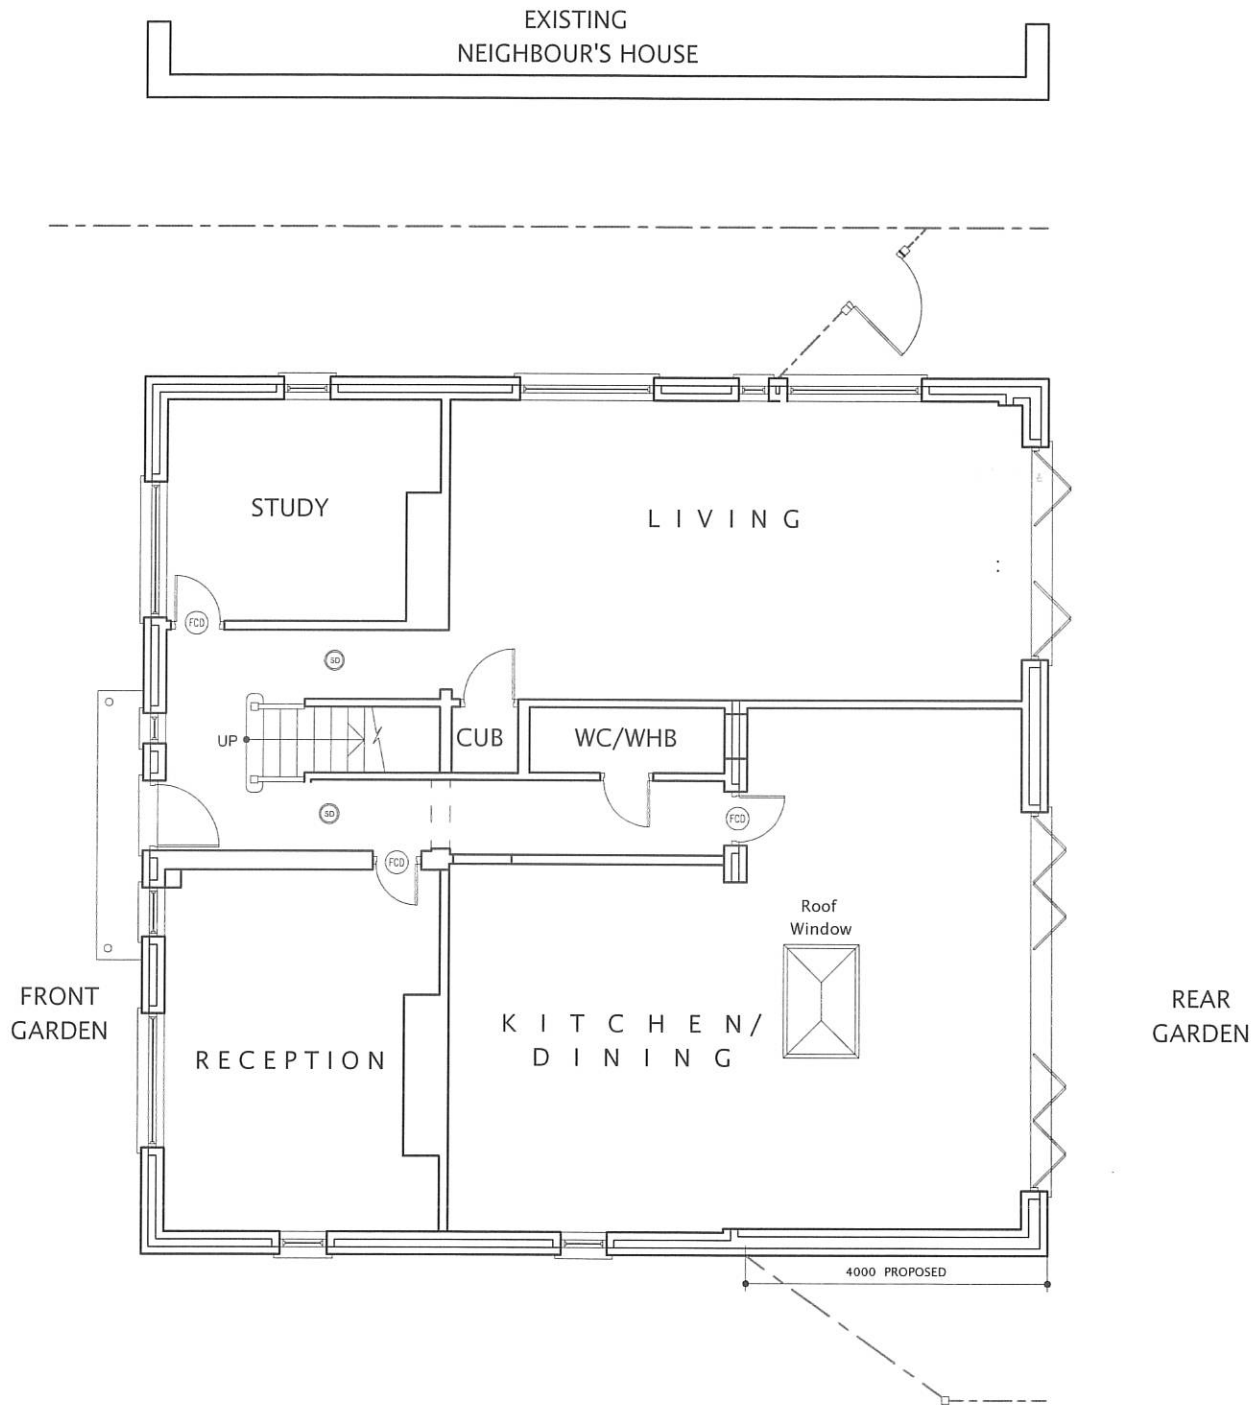 EXISTING
NEIGHBOUR'S HOUSE
STUDY
LIVING
FCD
SD
UP
CUB
WC/WHB
SD
FCD
FCD
Roof
Window
FRONT
GARDEN
KITCHEN/
DINING
REAR
GARDEN
RECEPTION
4000 PROPOSED